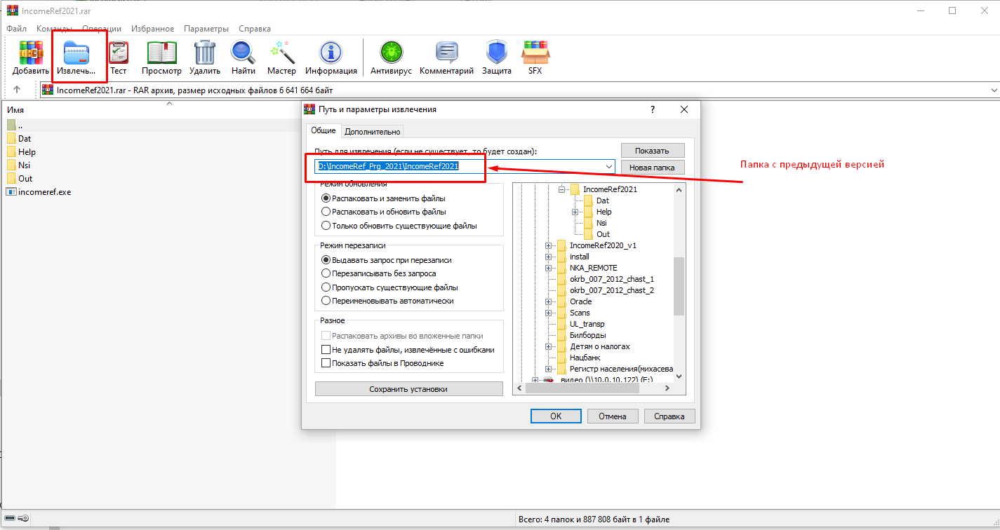 IncomeRef2021.rar
Файл Команды Операции Избранное Параметры Справка
Добавить Извлечь... Тест Просмотр Удалить Найти Мастер Информация Антивирус Комментарий Защита SFX
IncomeRef2021.rar - RAR архив, размер исходных файлов 6 641 664 байт
Имя
..
Dat
Help
Nsi
Out
incomeref.exe
Путь и параметры извлечения
Общие Дополнительно
Путь для извлечения (если не существует, то будет создан):
Показать
D:\IncomeRef_Prg_2021\IncomeRef2021
Новая папка
Папка с предыдущей версией
Режим обновления
Распаковать и заменить файлы
Распаковать и обновить файлы
Только обновить существующие файлы
Режим перезаписи
Выдавать запрос при перезаписи
Перезаписывать без запроса
Пропускать существующие файлы
Переименовывать автоматически
Разное
Распаковать архивы во вложенные папки
Не удалять файлы, извлечённые с ошибками
Показать файлы в Проводнике
Сохранить установки
IncomeRef2021
Dat
Help
Nsi
Out
IncomeRef2020_v1
install
NKA_REMOTE
okrb_007_2012_chast_1
okrb_007_2012_chast_2
Oracle
Scans
UL_transp
Билборды
Детям о налогах
Нацбанк
Регистр населения(михасева
видео (\\10.0.10.122) (E:)
OK Отмена Справка
Всего: 4 папок и 887 808 байт в 1 файле